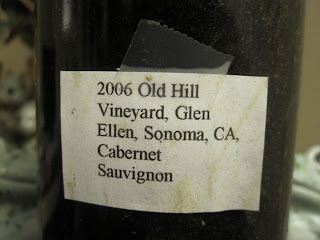 2006 Old Hill
Vineyard, Glen
Ellen, Sonoma, CA,
Cabernet
Sauvignon